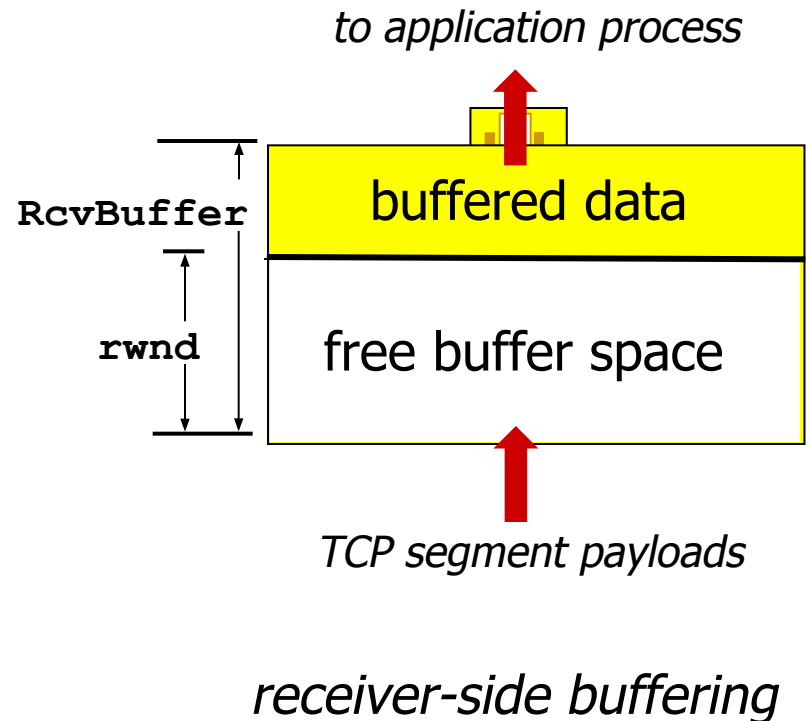 to application process
buffered data
RcvBuffer
rwnd
free buffer space
TCP segment payloads
receiver-side buffering